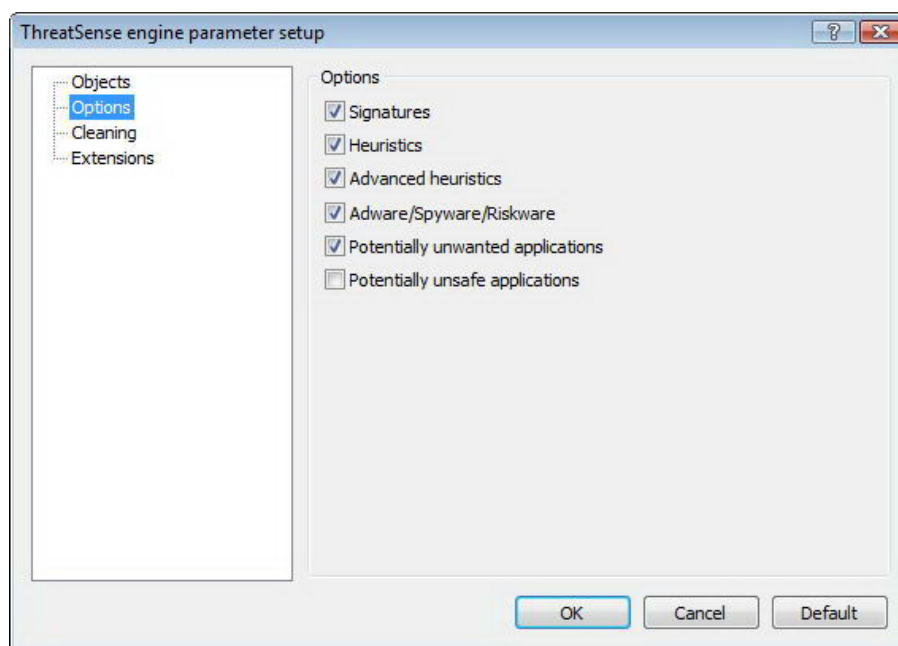 ThreatSense engine parameter setup
Objects
Options
Cleaning
Extensions
Options
Signatures
Heuristics
Advanced heuristics
Adware/Spyware/Riskware
Potentially unwanted applications
Potentially unsafe applications
OK
Cancel
Default